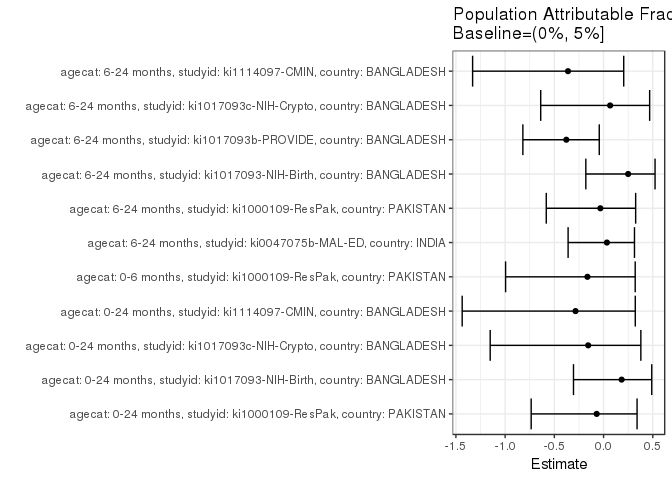 Population Attributable Frac
Baseline=(0%, 5%]
agecat: 6-24 months, studyid: ki1114097-CMIN, country: BANGLADESH
agecat: 6-24 months, studyid: ki1017093c-NIH-Crypto, country: BANGLADESH
agecat: 6-24 months, studyid: ki1017093b-PROVIDE, country: BANGLADESH
agecat: 6-24 months, studyid: ki1017093-NIH-Birth, country: BANGLADESH
agecat: 6-24 months, studyid: ki1000109-ResPak, country: PAKISTAN
agecat: 6-24 months, studyid: ki0047075b-MAL-ED, country: INDIA
agecat: 0-6 months, studyid: ki1000109-ResPak, country: PAKISTAN
agecat: 0-24 months, studyid: ki1114097-CMIN, country: BANGLADESH
agecat: 0-24 months, studyid: ki1017093c-NIH-Crypto, country: BANGLADESH
agecat: 0-24 months, studyid: ki1017093-NIH-Birth, country: BANGLADESH
agecat: 0-24 months, studyid: ki1000109-ResPak, country: PAKISTAN
-1.5 -1.0 -0.5 0.0 0.5
Estimate